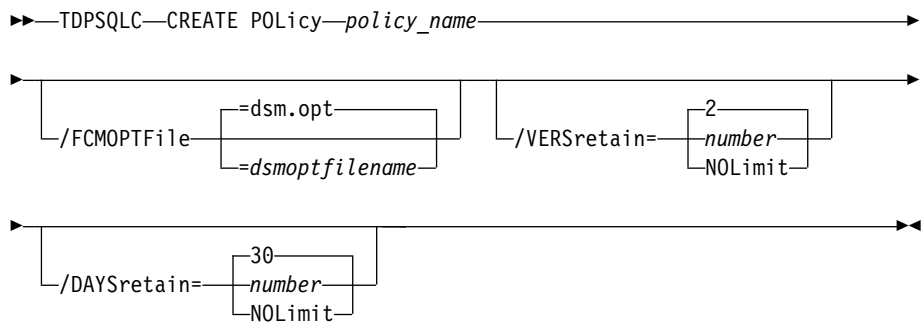 TDPSQLC CREATE POLicy policy_name
/FCMOPTFile =dsm.opt =dsmoptfilename /VERSretain= 2 number NOLimit
/DAYSretain= 30 number NOLimit